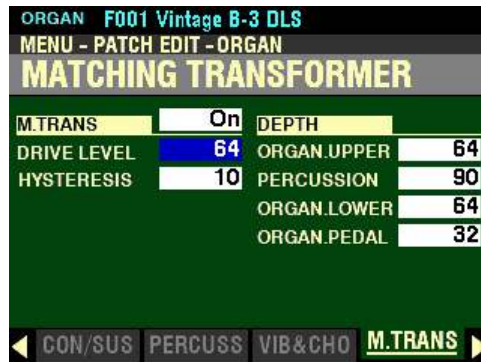 ORGAN F001 Vintage B-3 DLS
MENU - PATCH EDIT - ORGAN
MATCHING TRANSFORMER
M.TRANS On DEPTH
DRIVE LEVEL 64 ORGAN.UPPER 64
HYSTERESIS 10 PERCUSSION 90
ORGAN.LOWER 64
ORGAN.PEDAL 32
CON/SUS PERCUSS VIB&CHO M.TRANS